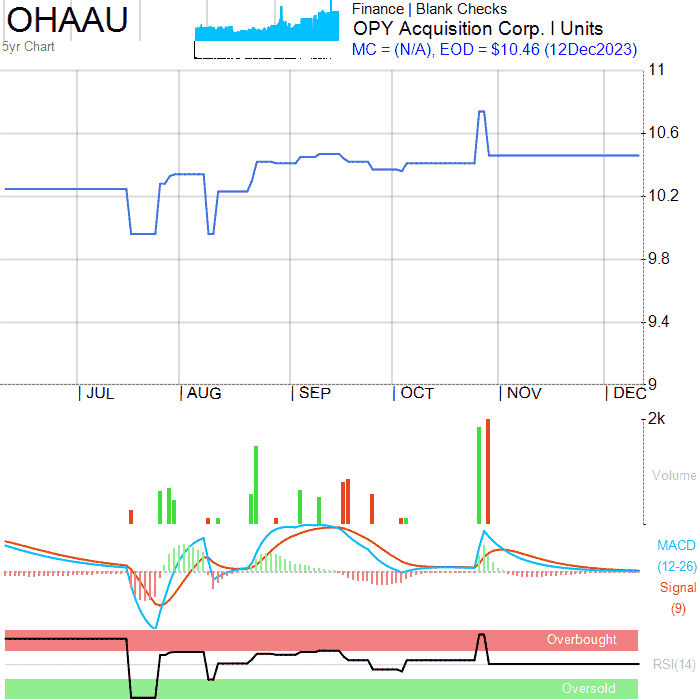 OHAAU
5yr Chart
Finance | Blank Checks
OPY Acquisition Corp. I Units
MC = (N/A), EOD = $10.46 (12Dec2023)
11
10.6
10.2
9.8
9.4
9
| JUL | AUG | SEP | OCT | NOV | DEC
2k
Volume
MACD
(12-26)
Signal
(9)
Overbought
RSI(14)
Oversold